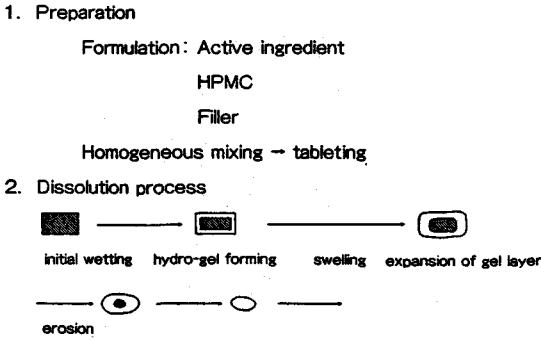 1. Preparation
Formulation: Active ingredient
HPMC
Filler
Homogeneous mixing → tableting
2. Dissolution process
initial wetting hydro-gel forming swelling expansion of gel layer
erosion